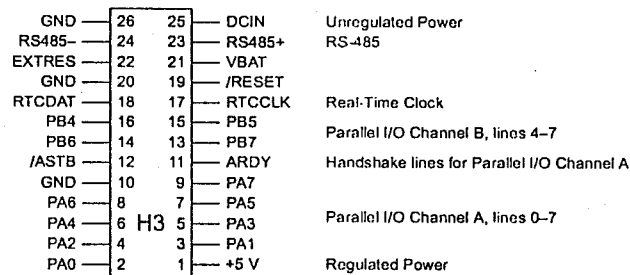 GND 26 25 DCIN Unregulated Power
RS485– 24 23 RS485+ RS-485
EXTRES 22 21 VBAT
GND 20 19 /RESET
RTCDAT 18 17 RTCCLK Real-Time Clock
PB4 16 15 PB5
Parallel I/O Channel B, lines 4–7
PB6 14 13 PB7
/ASTB 12 11 ARDY Handshake lines for Parallel I/O Channel A
GND 10 9 PA7
PA6 8 7 PA5
Parallel I/O Channel A, lines 0–7
PA4 6 H3 5 PA3
PA2 4 3 PA1
PA0 2 1 +5 V Regulated Power